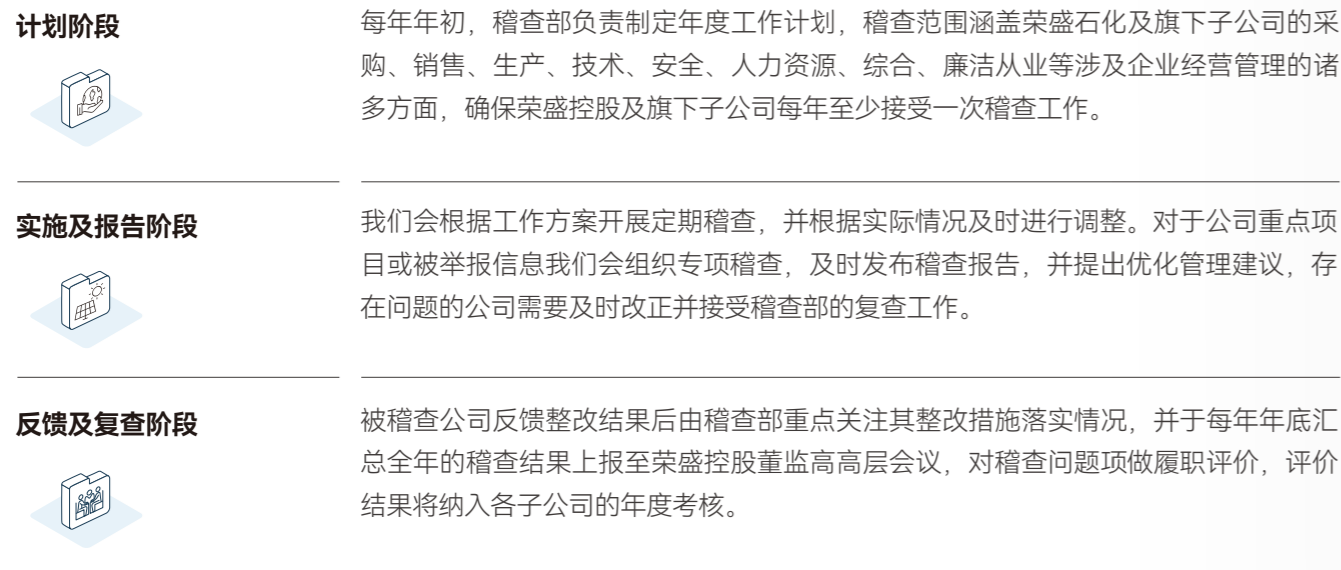 计划阶段
每年年初，稽查部负责制定年度工作计划，稽查范围涵盖荣盛石化及旗下子公司的采
购、销售、生产、技术、安全、人力资源、综合、廉洁从业等涉及企业经营管理的诸
多方面，确保荣盛控股及旗下子公司每年至少接受一次稽查工作。
实施及报告阶段
我们会根据工作方案开展定期稽查，并根据实际情况及时进行调整。对于公司重点项
目或被举报信息我们会组织专项稽查，及时发布稽查报告，并提出优化管理建议，存
在问题的公司需要及时改正并接受稽查部的复查工作。
反馈及复查阶段
被稽查公司反馈整改结果后由稽查部重点关注其整改措施落实情况，并于每年年底汇
总全年的稽查结果上报至荣盛控股董监高高层会议，对稽查问题项做履职评价，评价
结果将纳入各子公司的年度考核。